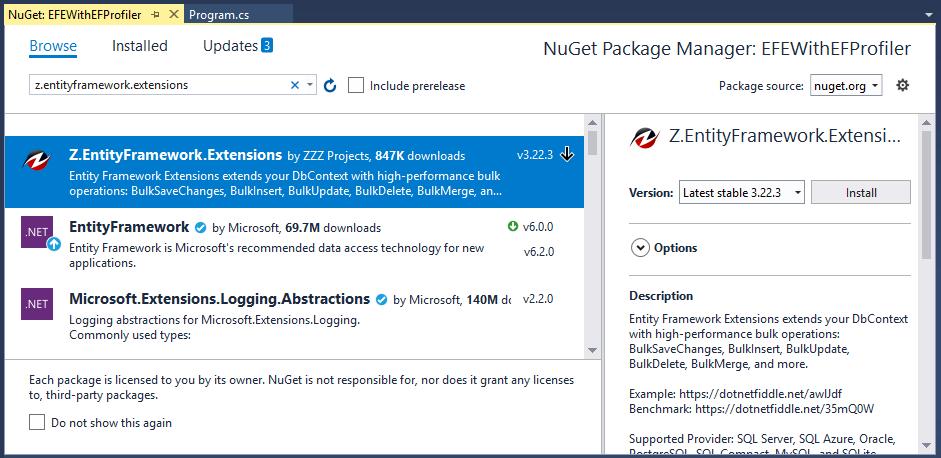 NuGet: EFEWithEFProfiler
Program.cs
Browse Installed Updates 3
NuGet Package Manager: EFEWithEFProfiler
z.entityframework.extensions
Include prerelease
Package source: nuget.org
Z.EntityFramework.Extensions by ZZZ Projects, 847K downloads
v3.22.3
Entity Framework Extensions extends your DbContext with high-performance bulk
operations: BulkSaveChanges, BulkInsert, BulkUpdate, BulkDelete, BulkMerge, an...
.NET
EntityFramework by Microsoft, 69.7M downloads
v6.0.0
Entity Framework is Microsoft's recommended data access technology for new
applications.
v6.2.0
.NET
Microsoft.Extensions.Logging.Abstractions by Microsoft, 140M dc
v2.2.0
Logging abstractions for Microsoft.Extensions.Logging.
Commonly used types:
Each package is licensed to you by its owner. NuGet is not responsible for, nor does it grant any licenses
to, third-party packages.
Do not show this again
Z.EntityFramework.Extensi...
Version: Latest stable 3.22.3
Install
Options
Description
Entity Framework Extensions extends your DbContext
with high-performance bulk operations:
BulkSaveChanges, BulkInsert, BulkUpdate,
BulkDelete, BulkMerge, and more.
Example: https://dotnetfiddle.net/awlJdf
Benchmark: https://dotnetfiddle.net/35mQ0W
Supported Provider: SQL Server, SQL Azure, Oracle,
PostgreSQL, SQL Compact, MySQL, and SQLite